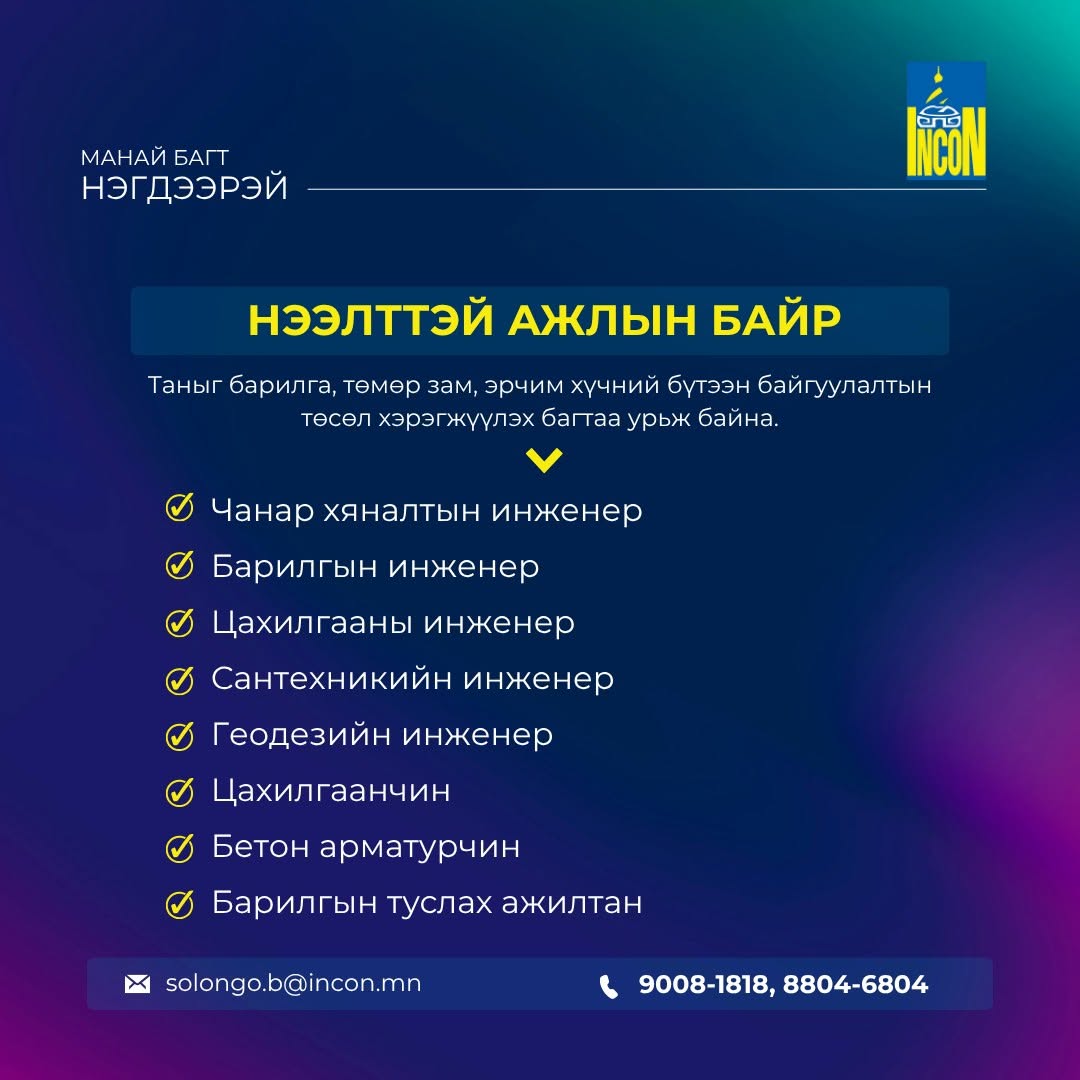 INCON
МАНАЙ БАГТ
НЭГДЭЭРЭЙ
НЭЭЛТТЭЙ АЖЛЫН БАЙР
Таныг барилга, төмөр зам, эрчим хүчний бүтээн байгуулалтын
төсөл хэрэгжүүлэх багтаа урьж байна.
Чанар хяналтын инженер
Барилгын инженер
Цахилгааны инженер
Сантехникийн инженер
Геодезийн инженер
Цахилгаанчин
Бетон арматурчин
Барилгын туслах ажилтан
solongo.b@incon.mn
9008-1818, 8804-6804